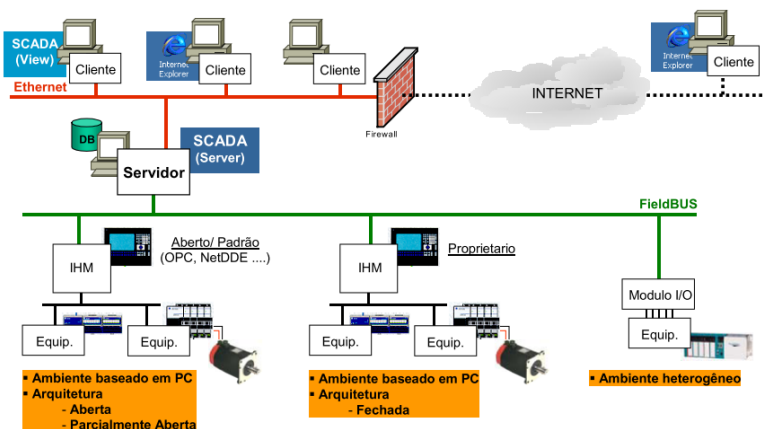 SCADA
(View)
Cliente
Internet
Explorer
Cliente
Cliente
Internet
Explorer
Cliente
Ethernet
INTERNET
Firewall
DB
SCADA
(Server)
Servidor
FieldBUS
IHM
Aberto/ Padrão
(OPC, NetDDE ....)
IHM
Proprietario
Modulo I/O
Equip.
Equip.
Equip.
Equip.
Equip.
▪ Ambiente baseado em PC
▪ Arquitetura
- Aberta
- Parcialmente Aberta
▪ Ambiente baseado em PC
▪ Arquitetura
- Fechada
▪ Ambiente heterogêneo